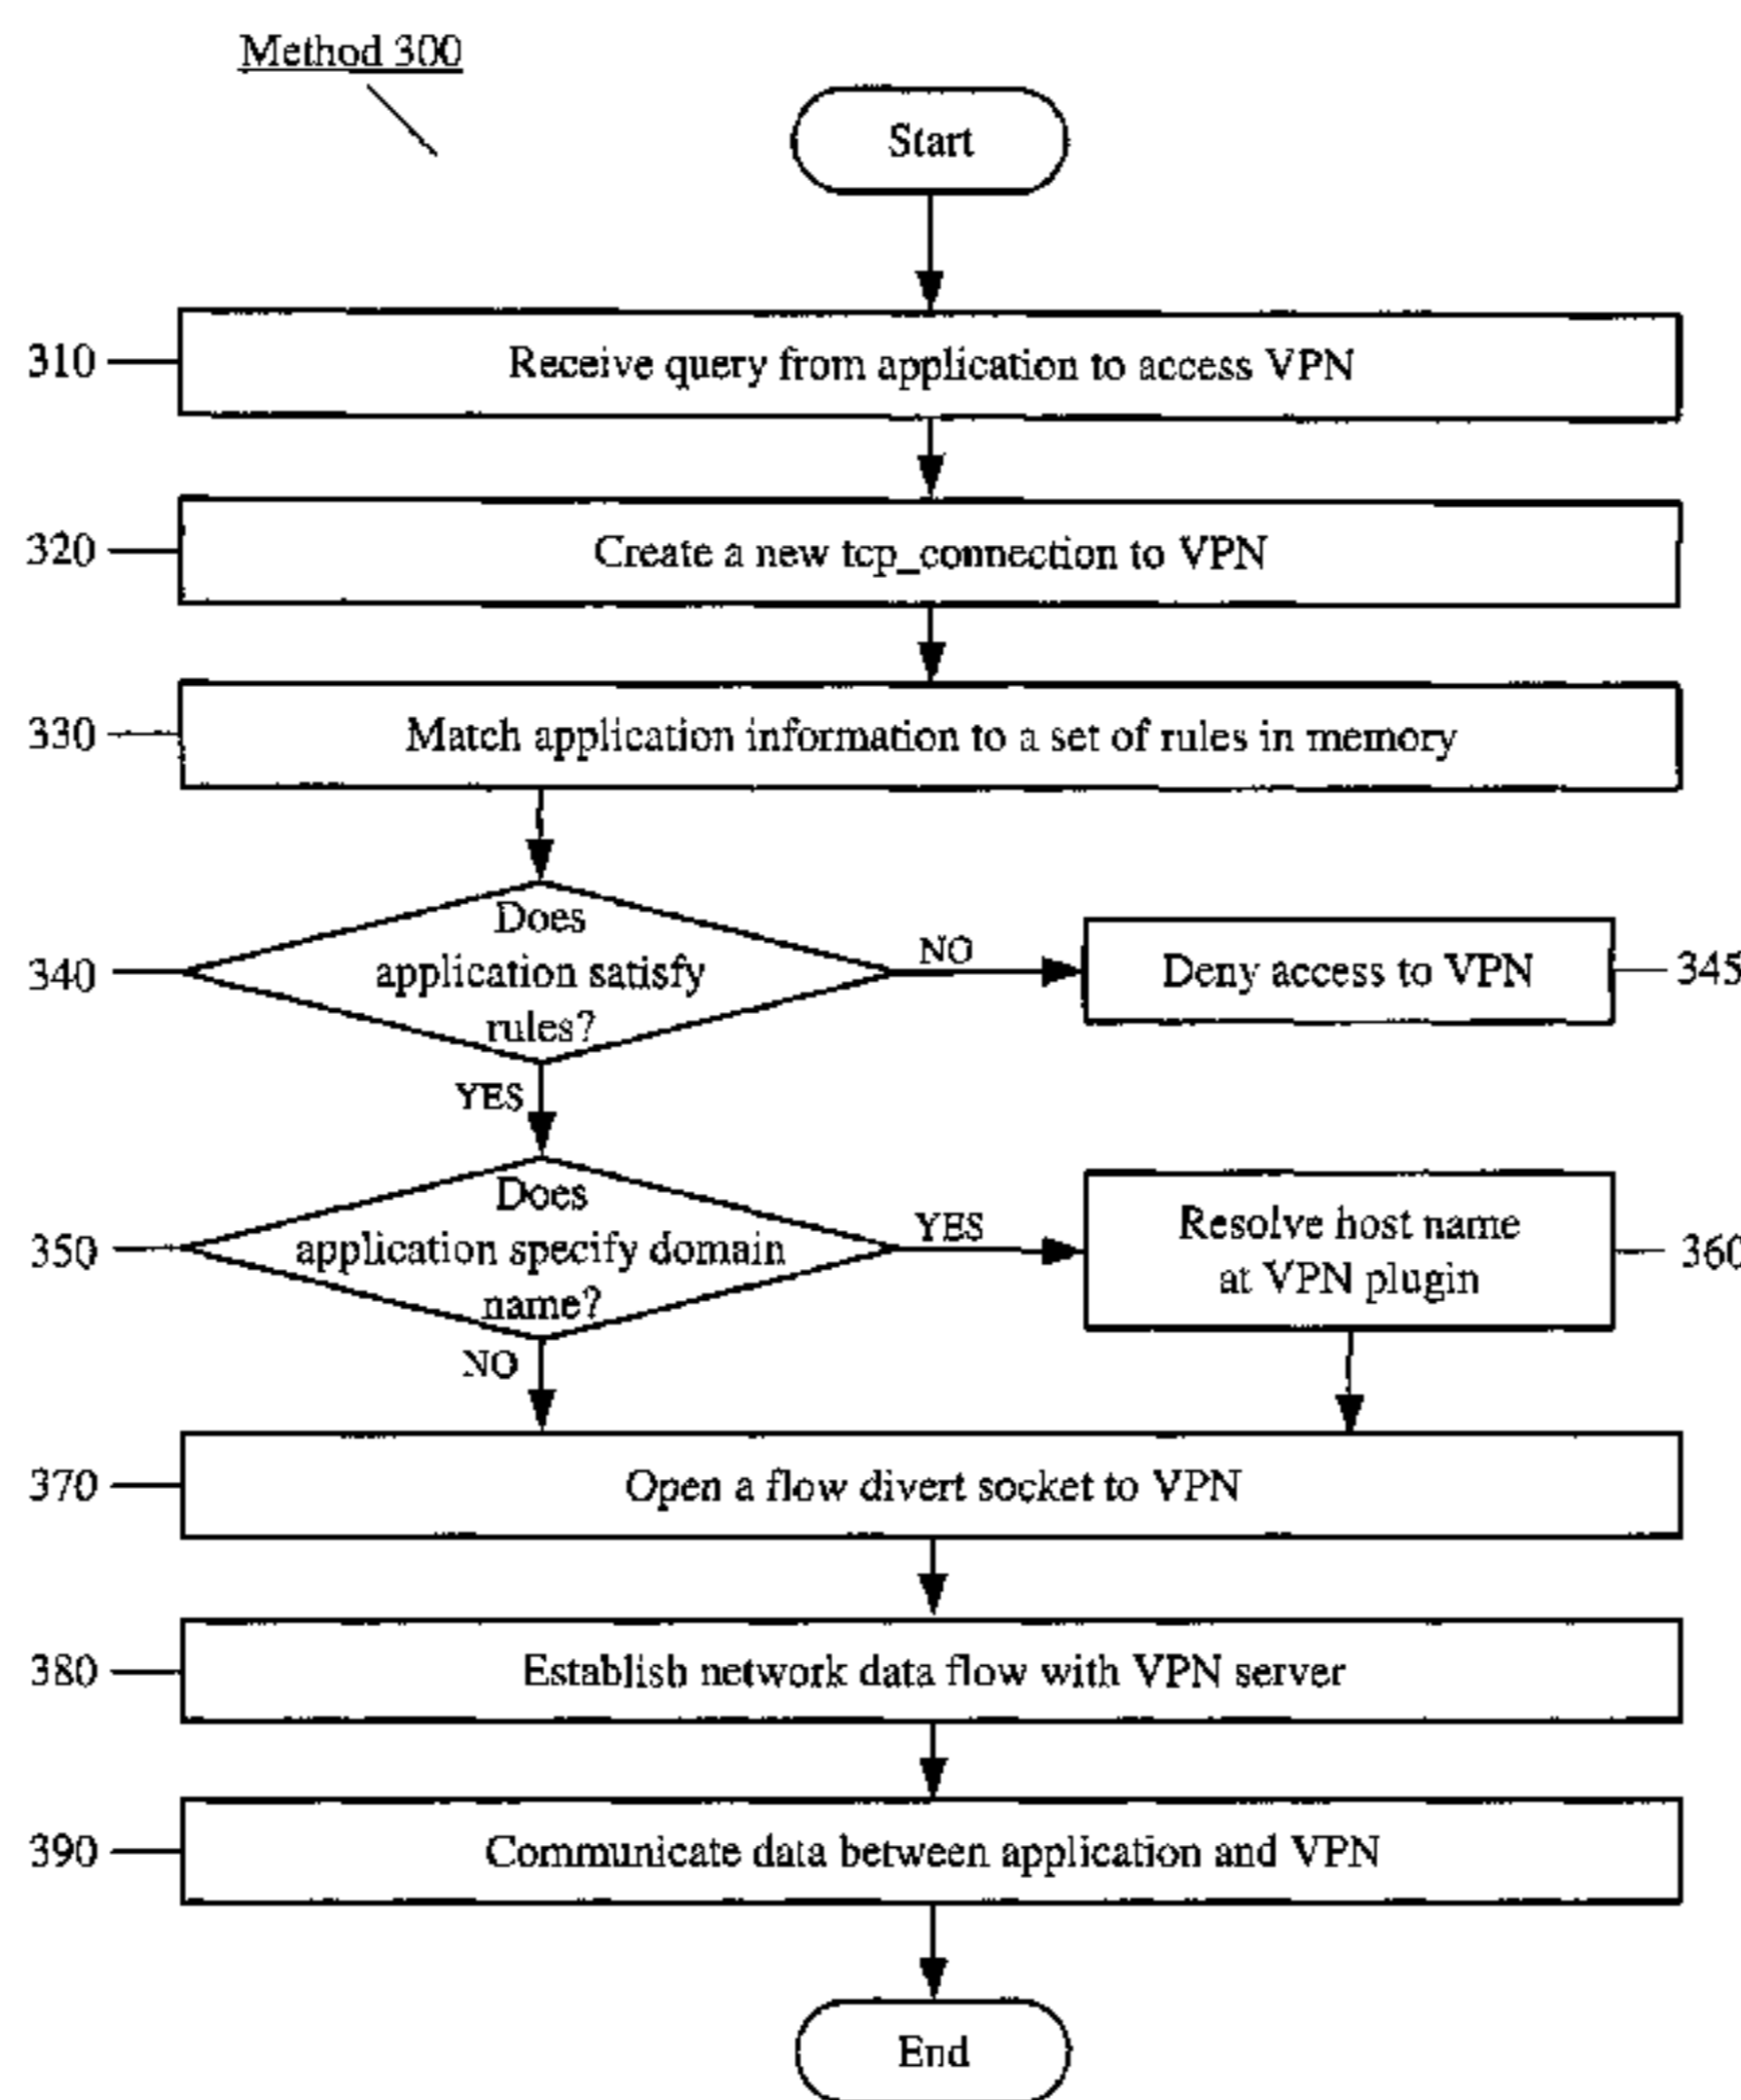 Method 300
Start
310
Receive query from application to access VPN
320
Create a new tcp_connection to VPN
330
Match application information to a set of rules in memory
340
Does
application satisfy
rules?
NO
Deny access to VPN
345
YES
350
Does
application specify domain
name?
YES
Resolve host name
at VPN plugin
360
NO
370
Open a flow divert socket to VPN
380
Establish network data flow with VPN server
390
Communicate data between application and VPN
End